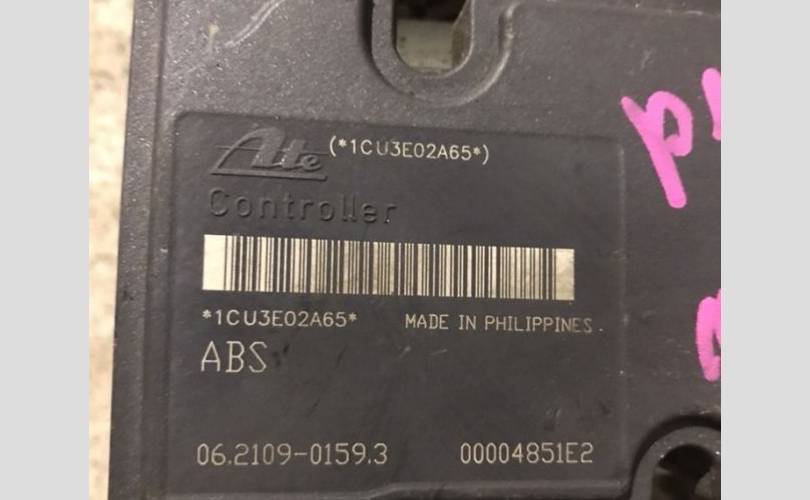 Ate (*1CU3E02A65*)
Controller
*1CU3E02A65* MADE IN PHILIPPINES.
ABS
06.2109-0159.3 00004851E2